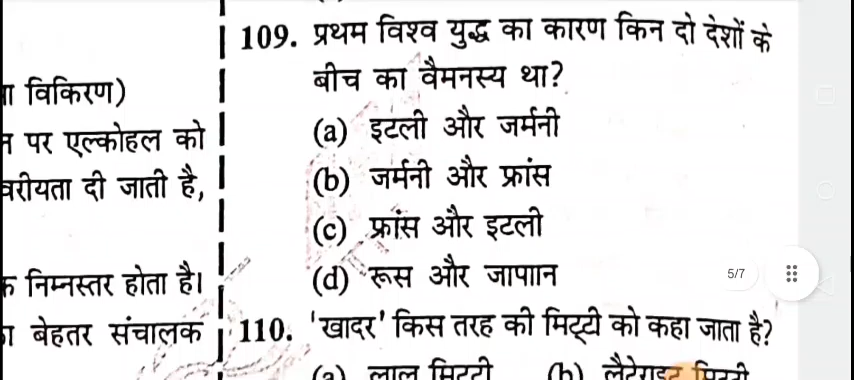 109. प्रथम विश्व युद्ध का कारण किन दो देशों के
बीच का वैमनस्य था?
(a) इटली और जर्मनी
(b) जर्मनी और फ्रांस
(c) फ्रांस और इटली
(d) रूस और जापाान
110. 'खादर' किस तरह की मिट्टी को कहा जाता है?
(a) लाल मिट्टी (b) लैटेराइट मिट्टी
विकिरण)
पर एल्कोहल को
वरीयता दी जाती है,
निम्नस्तर होता है।
बेहतर संचालक
5/7